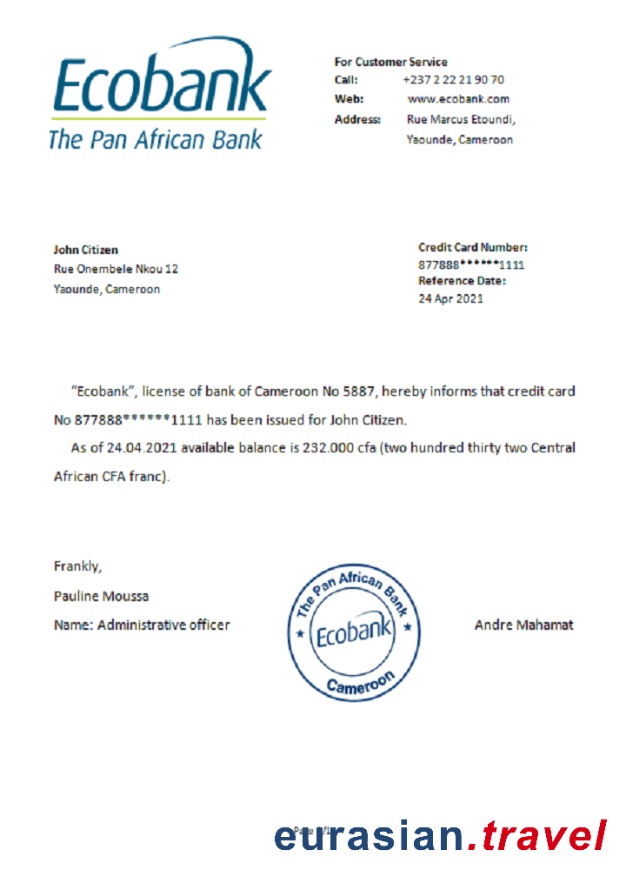 Ecobank
The Pan African Bank
For Customer Service
Call: +237 2 22 21 90 70
Web: www.ecobank.com
Address: Rue Marcus Etoundi,
Yaounde, Cameroon
John Citizen
Rue Onembele Nkou 12
Yaounde, Cameroon
Credit Card Number:
877888******1111
Reference Date:
24 Apr 2021
“Ecobank”, license of bank of Cameroon No 5887, hereby informs that credit card
No 877888******1111 has been issued for John Citizen.
As of 24.04.2021 available balance is 232.000 cfa (two hundred thirty two Central
African CFA franc).
Frankly,
Pauline Moussa
Name: Administrative officer
The Pan African Bank
Ecobank
Cameroon
Andre Mahamat
eurasian.travel